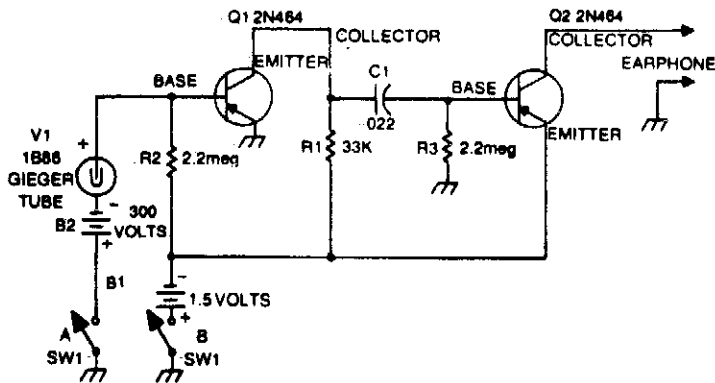 Q1 2N464
COLLECTOR
EMITTER
BASE
V1
1B86
GIEGER
TUBE
+
-
B2
300
VOLTS
+
B1
A
SW1
R2
2.2meg
-
1.5 VOLTS
+
B
SW1
C1
022
R1
33K
R3
2.2meg
BASE
Q2 2N464
COLLECTOR
EMITTER
EARPHONE